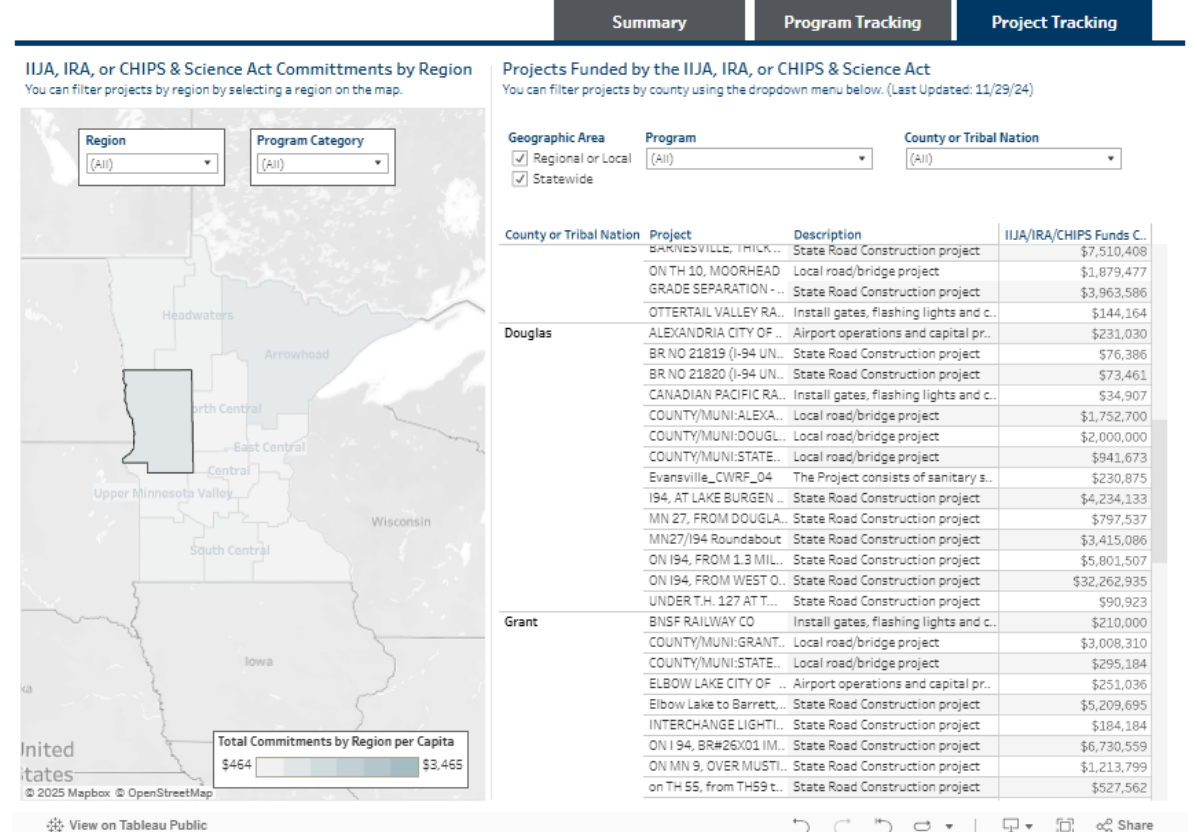 Summary
Program Tracking
Project Tracking
IIJA, IRA, or CHIPS & Science Act Committments by Region
You can filter projects by region by selecting a region on the map.
Region
(All)
Program Category
(All)
Headwaters
Arrowhead
rth Central
East Central
Central
Upper Minnesota Valley
Wisconsin
South Central
Iowa
ka
Jnited
tates
Total Commitments by Region per Capita
$464 $3,465
© 2025 Mapbox © OpenStreetMap
Projects Funded by the IIJA, IRA, or CHIPS & Science Act
You can filter projects by county using the dropdown menu below. (Last Updated: 11/29/24)
Geographic Area
Regional or Local
Statewide
Program
(All)
County or Tribal Nation
(All)
County or Tribal Nation Project Description IIJA/IRA/CHIPS Funds C..
BARNESVILLE, THICK .. State Road Construction project $7,510,408
ON TH 10, MOORHEAD Local road/bridge project $1,879,477
GRADE SEPARATION - .. State Road Construction project $3,963,586
OTTERTAIL VALLEY RA.. Install gates, flashing lights and c.. $144,164
Douglas ALEXANDRIA CITY OF .. Airport operations and capital pr.. $231,030
BR NO 21819 (I-94 UN.. State Road Construction project $76,386
BR NO 21820 (I-94 UN.. State Road Construction project $73,461
CANADIAN PACIFIC RA.. Install gates, flashing lights and c.. $34,907
COUNTY/MUNI:ALEXA.. Local road/bridge project $1,752,700
COUNTY/MUNI:DOUGL.. Local road/bridge project $2,000,000
COUNTY/MUNI:STATE.. Local road/bridge project $941,673
Evansville_CWRF_04 The Project consists of sanitary s.. $230,875
I94, AT LAKE BURGEN .. State Road Construction project $4,234,133
MN 27, FROM DOUGLA.. State Road Construction project $797,537
MN27/I94 Roundabout State Road Construction project $3,415,086
ON I94, FROM 1.3 MIL.. State Road Construction project $5,801,507
ON I94, FROM WEST O.. State Road Construction project $32,262,935
UNDER T.H. 127 AT T... State Road Construction project $90,923
Grant BNSF RAILWAY CO Install gates, flashing lights and c.. $210,000
COUNTY/MUNI:GRANT.. Local road/bridge project $3,008,310
COUNTY/MUNI:STATE.. Local road/bridge project $295,184
ELBOW LAKE CITY OF .. Airport operations and capital pr.. $251,036
Elbow Lake to Barrett,.. State Road Construction project $5,209,695
INTERCHANGE LIGHTI.. State Road Construction project $184,184
ON I 94, BR#26X01 IM.. State Road Construction project $6,730,559
ON MN 9, OVER MUSTI.. State Road Construction project $1,213,799
on TH 55, from TH59 t.. State Road Construction project $527,562
View on Tableau Public
Share